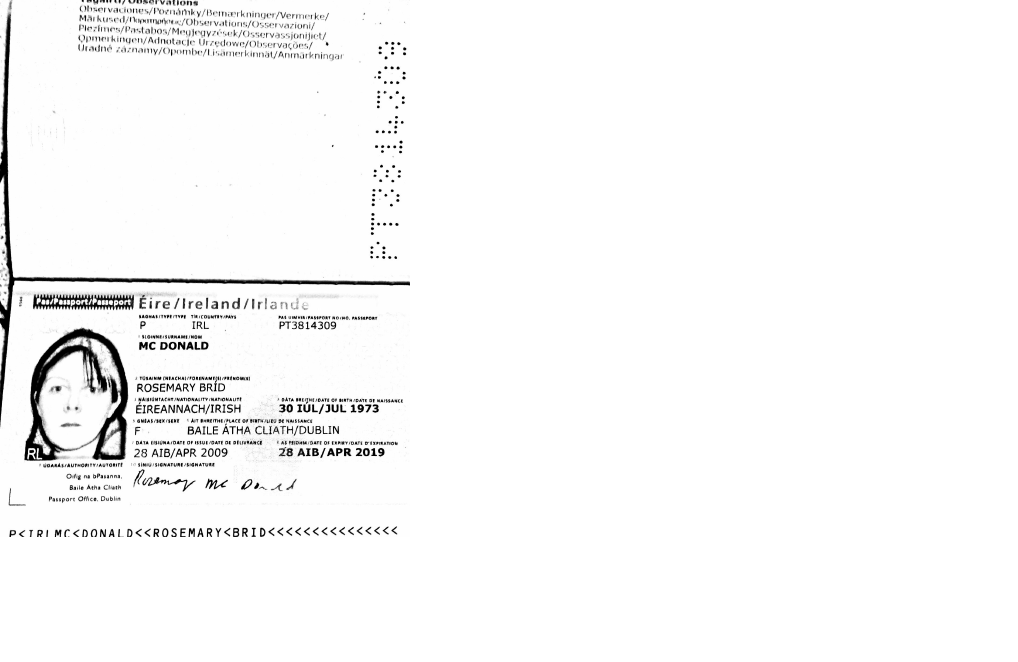 Tagairtí/Observations
Observaciones/Poznámky/Bemærkninger/Vermerke/
Märkused/Παρατηρήσεις/Observations/Osservazioni/
Piezīmes/Pastabos/Megjegyzések/Osservazzjonijiet/
Opmerkingen/Adnotacje Urzędowe/Observações/
Úradné záznamy/Opombe/Lisämerkinnät/Anmärkningar
PT3814309
Pas/Passport/Passeport Éire/Ireland/Irlande
SAGHAS/TYPE/TYPE TÍR/COUNTRY/PAYS PAS UIMHIR/PASSPORT NO/NO. PASSEPORT
P IRL PT3814309
SLOINNE/SURNAME/NOM
MC DONALD
TÚSAINM (NEACHA)/FORENAME(S)/PRÉNOM(S)
ROSEMARY BRÍD
NÁISIÚNTACHT/NATIONALITY/NATIONALITÉ DÁTA BREITHE/DATE OF BIRTH/DATE DE NAISSANCE
ÉIREANNACH/IRISH 30 IÚL/JUL 1973
GNÉAS/SEX/SEXE ÁIT BHREITHE/PLACE OF BIRTH/LIEU DE NAISSANCE
F BAILE ÁTHA CLIATH/DUBLIN
DÁTA EISIÚNA/DATE OF ISSUE/DATE DE DÉLIVRANCE AS FEIDHM/DATE OF EXPIRY/DATE D'EXPIRATION
28 AIB/APR 2009 28 AIB/APR 2019
ÚDARÁS/AUTHORITY/AUTORITÉ SÍNIÚ/SIGNATURE/SIGNATURE
Oifig na bPasanna,
Baile Átha Cliath
Passport Office, Dublin
Rosemary Mc Donald
RL
P<IRLMC<DONALD<<ROSEMARY<BRID<<<<<<<<<<<<<<<